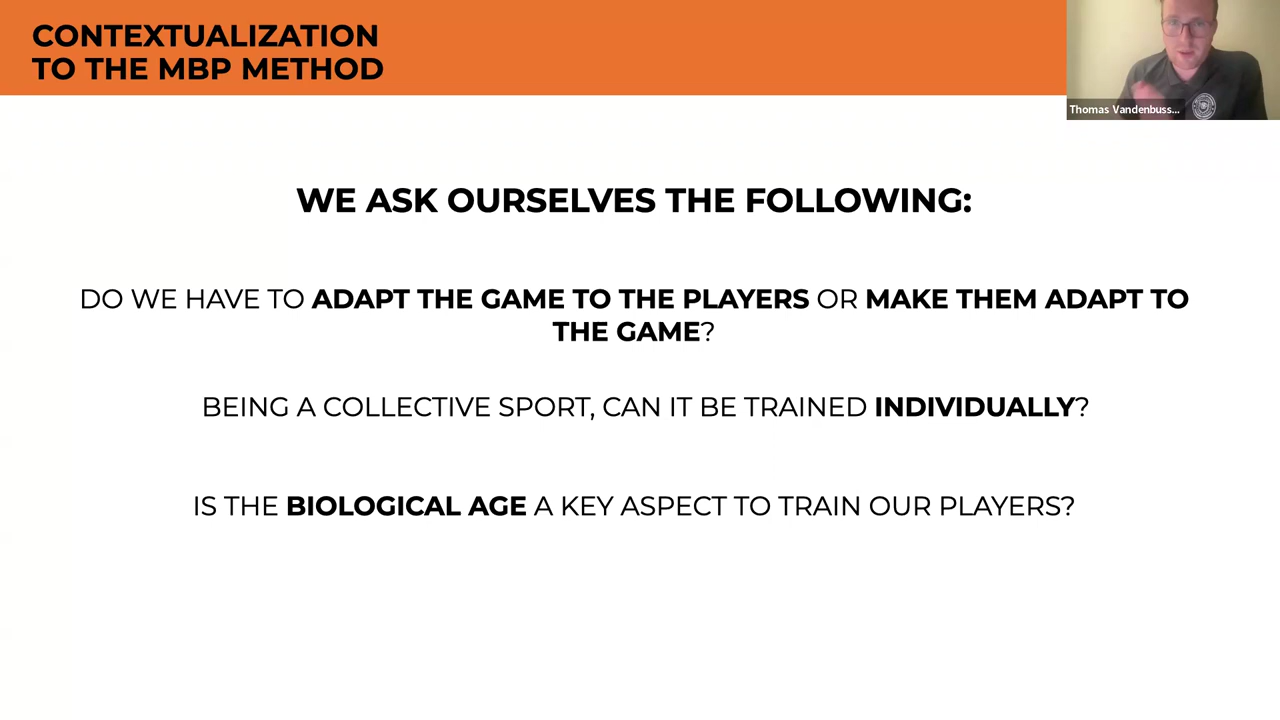 CONTEXTUALIZATION
TO THE MBP METHOD
Thomas Vandenbuss...
WE ASK OURSELVES THE FOLLOWING:
DO WE HAVE TO ADAPT THE GAME TO THE PLAYERS OR MAKE THEM ADAPT TO
THE GAME?
BEING A COLLECTIVE SPORT, CAN IT BE TRAINED INDIVIDUALLY?
IS THE BIOLOGICAL AGE A KEY ASPECT TO TRAIN OUR PLAYERS?